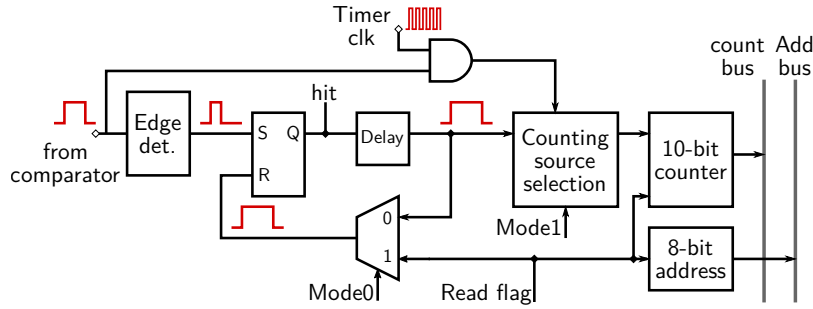 Timer
clk
count
bus
Add
bus
hit
Edge
det.
S
Q
R
Delay
Counting
source
selection
10-bit
counter
from
comparator
0
1
Mode1
8-bit
address
Mode0
Read flag